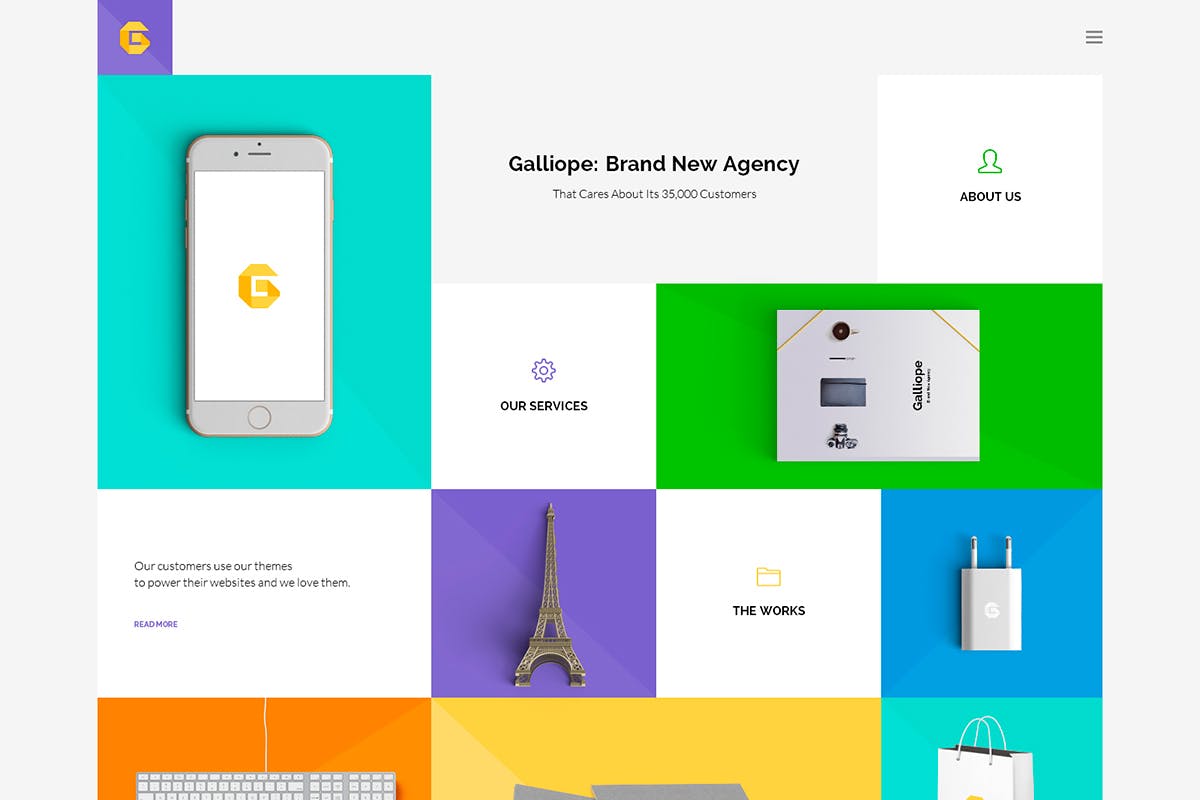 Galliope: Brand New Agency
That Cares About Its 35,000 Customers
ABOUT US
OUR SERVICES
Galliope
Brand New Agency
Our customers use our themes
to power their websites and we love them.
READ MORE
THE WORKS